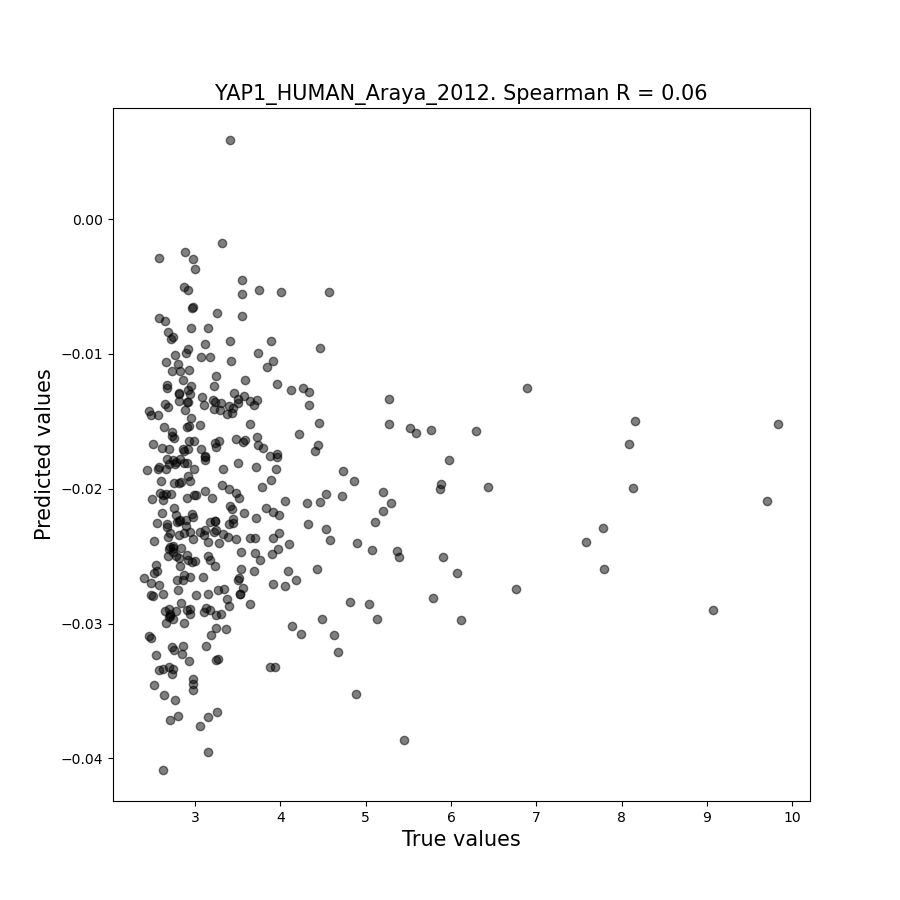 YAP1_HUMAN_Araya_2012. Spearman R = 0.06
Predicted values
0.00
−0.01
−0.02
−0.03
−0.04
3 4 5 6 7 8 9 10
True values